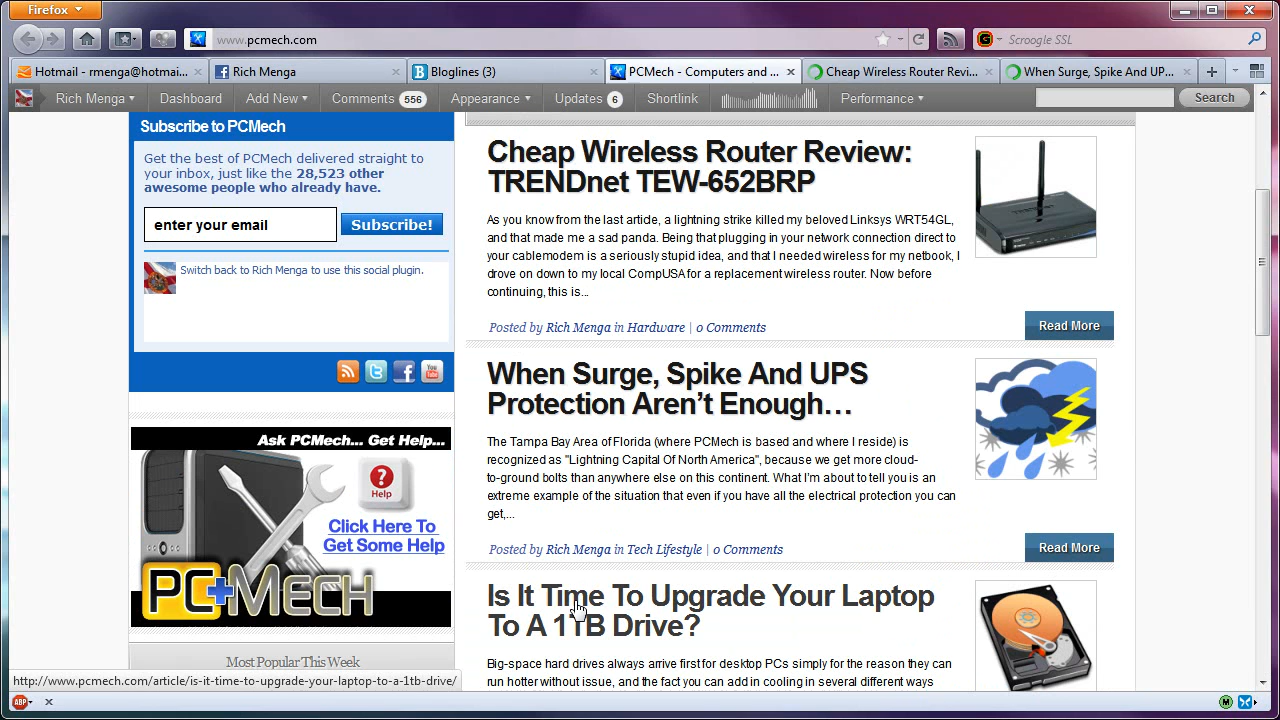 Firefox
www.pcmech.com
Scroogle SSL
Hotmail - rmenga@hotmai...
Rich Menga
Bloglines (3)
PCMech - Computers and ...
Cheap Wireless Router Revi...
When Surge, Spike And UP...
Rich Menga
Dashboard
Add New
Comments 556
Appearance
Updates 6
Shortlink
Performance
Search
Subscribe to PCMech
Get the best of PCMech delivered straight to
your inbox, just like the 28,523 other
awesome people who already have.
enter your email
Subscribe!
Switch back to Rich Menga to use this social plugin.
You
Ask PCMech... Get Help...
Help
Click Here To
Get Some Help
PC+MECH
Most Popular This Week
Cheap Wireless Router Review:
TRENDnet TEW-652BRP
As you know from the last article, a lightning strike killed my beloved Linksys WRT54GL,
and that made me a sad panda. Being that plugging in your network connection direct to
your cablemodem is a seriously stupid idea, and that I needed wireless for my netbook, I
drove on down to my local CompUSA for a replacement wireless router. Now before
continuing, this is...
Posted by Rich Menga in Hardware | 0 Comments
Read More
When Surge, Spike And UPS
Protection Aren't Enough…
The Tampa Bay Area of Florida (where PCMech is based and where I reside) is
recognized as "Lightning Capital Of North America", because we get more cloud-
to-ground bolts than anywhere else on this continent. What I'm about to tell you is an
extreme example of the situation that even if you have all the electrical protection you can
get,...
Posted by Rich Menga in Tech Lifestyle | 0 Comments
Read More
Is It Time To Upgrade Your Laptop
To A 1TB Drive?
Big-space hard drives always arrive first for desktop PCs simply for the reason they can
run hotter without issue, and the fact you can add in cooling in several different ways
http://www.pcmech.com/article/is-it-time-to-upgrade-your-laptop-to-a-1tb-drive/
ABP